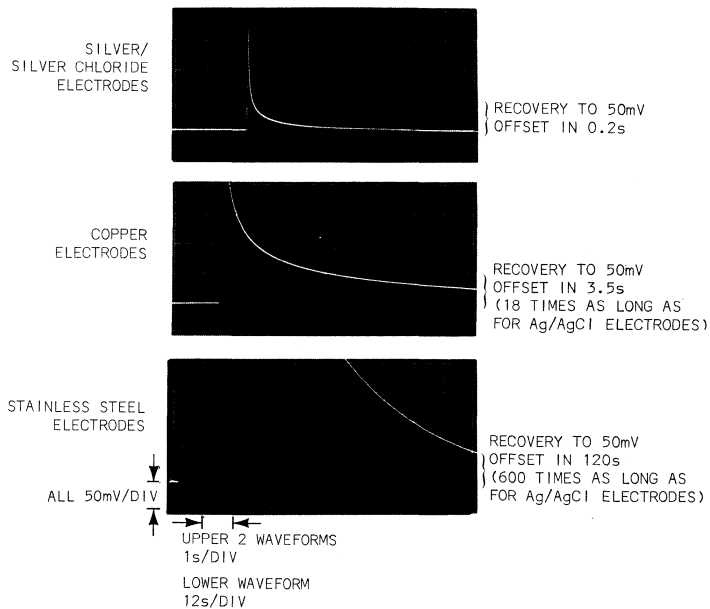 SILVER/
SILVER CHLORIDE
ELECTRODES
RECOVERY TO 50mV
OFFSET IN 0.2s
COPPER
ELECTRODES
RECOVERY TO 50mV
OFFSET IN 3.5s
(18 TIMES AS LONG AS
FOR Ag/AgCl ELECTRODES)
STAINLESS STEEL
ELECTRODES
RECOVERY TO 50mV
OFFSET IN 120s
(600 TIMES AS LONG AS
FOR Ag/AgCl ELECTRODES)
ALL 50mV/DIV
UPPER 2 WAVEFORMS
1s/DIV
LOWER WAVEFORM
12s/DIV